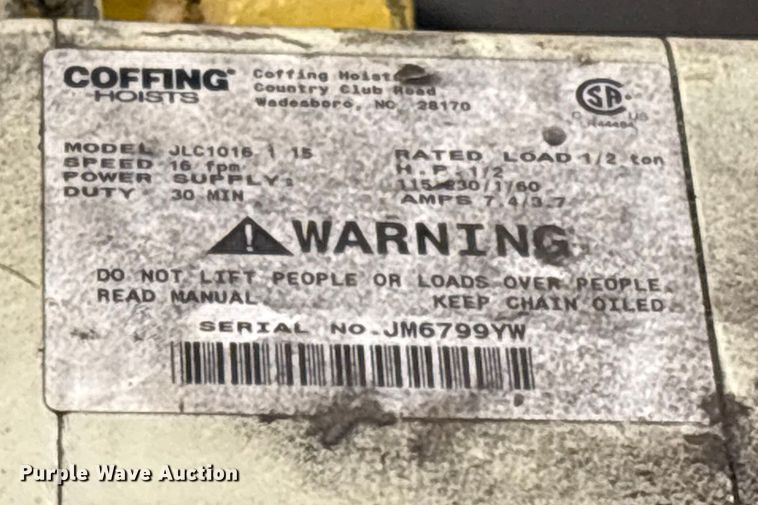 COFFING
HOISTS
Coffing Hoists
Country Club Road
Wadesboro, NC 28170
SA
C US
MODEL JLC1016 1 15
SPEED 16 fpm
POWER SUPPLY:
DUTY 30 MIN
RATED LOAD 1/2 ton
H.P. 1/2
115-230/1/60
AMPS 7.4/3.7
WARNING
DO NOT LIFT PEOPLE OR LOADS OVER PEOPLE.
READ MANUAL KEEP CHAIN OILED
SERIAL NO. JM6799YW
Purple Wave Auction